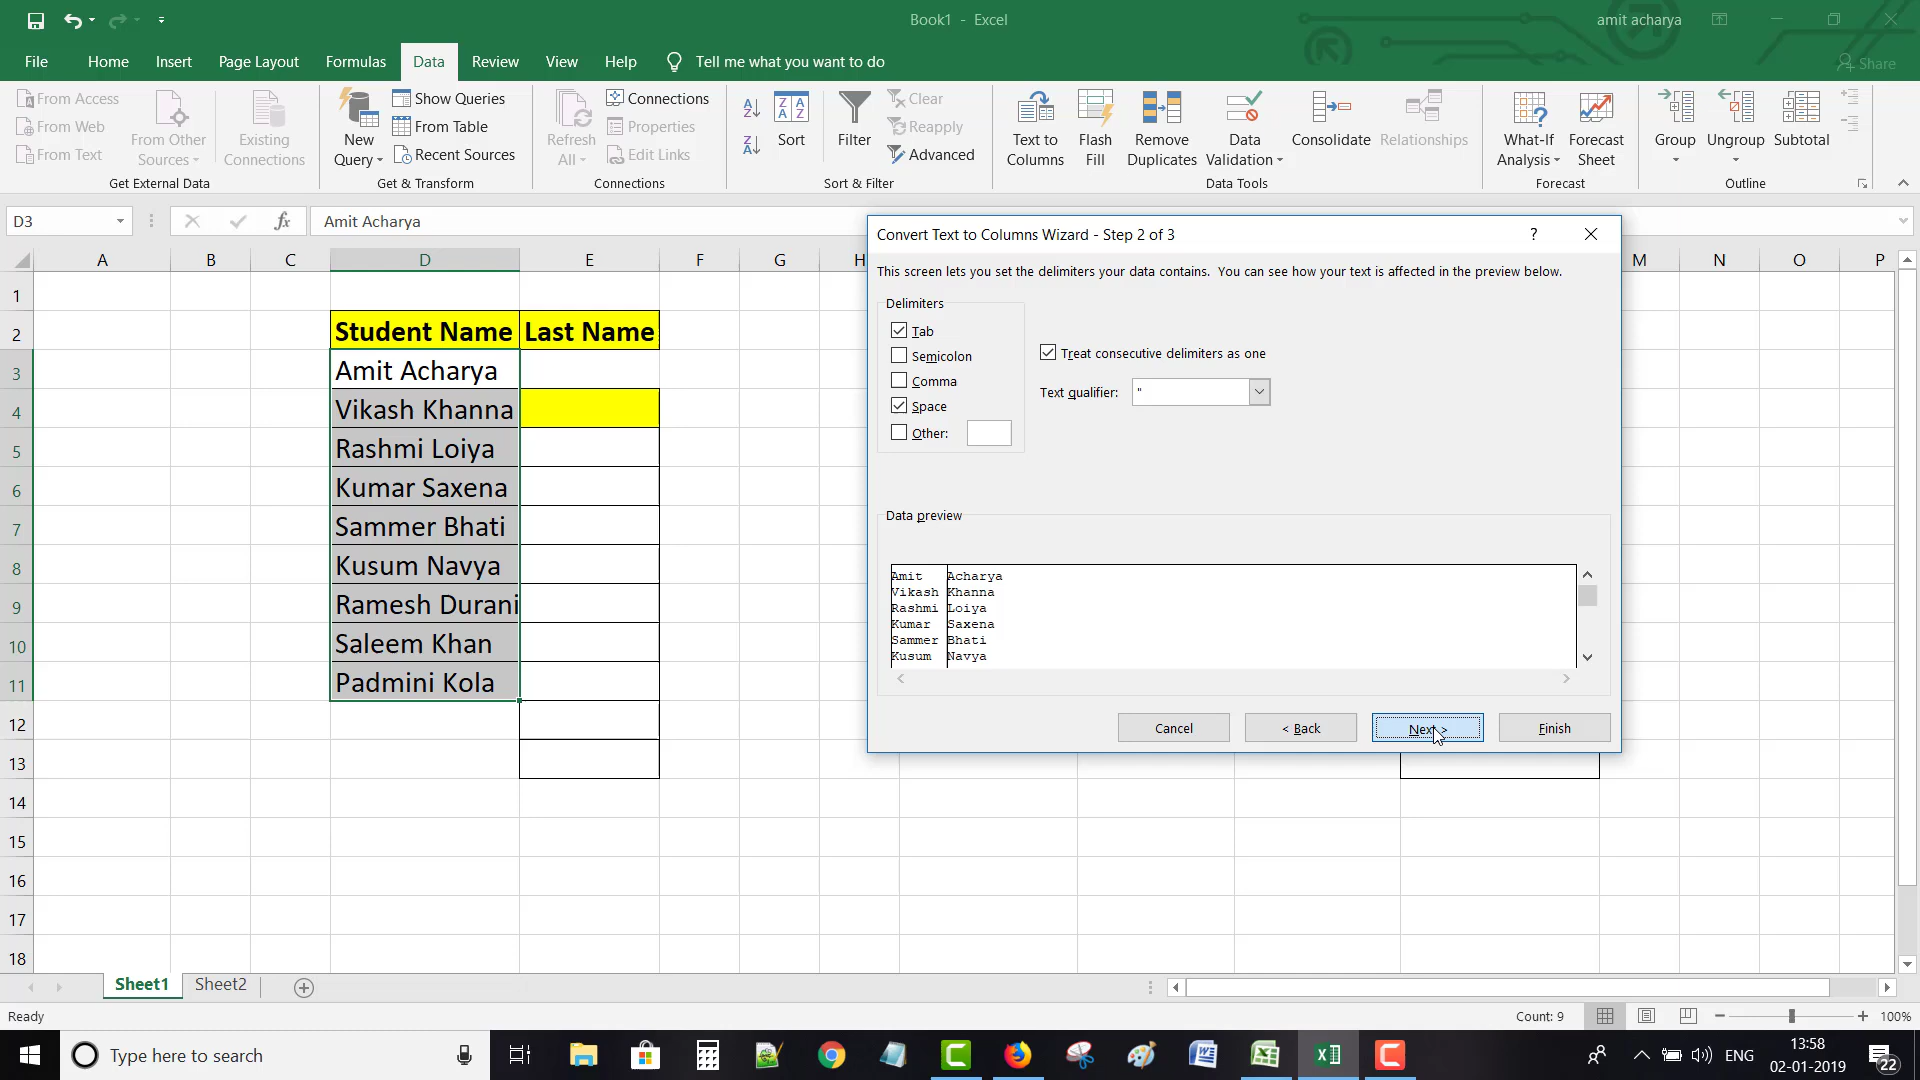 Book1 - Excel
amit acharya
File Home Insert Page Layout Formulas Data Review View Help Tell me what you want to do
Share
From Access
From Web
From Text
From Other Sources
Existing Connections
Get External Data
New Query
Show Queries
From Table
Recent Sources
Get & Transform
Refresh All
Connections
Properties
Edit Links
Connections
Sort
Filter
Clear
Reapply
Advanced
Sort & Filter
Text to Columns
Flash Fill
Remove Duplicates
Data Validation
Consolidate
Relationships
Data Tools
What-If Analysis
Forecast Sheet
Forecast
Group
Ungroup
Subtotal
Outline
D3
fx
Amit Acharya
A B C D E F G H M N O P
1
2 Student Name Last Name
3 Amit Acharya
4 Vikash Khanna
5 Rashmi Loiya
6 Kumar Saxena
7 Sammer Bhati
8 Kusum Navya
9 Ramesh Durani
10 Saleem Khan
11 Padmini Kola
12
13
14
15
16
17
18
Convert Text to Columns Wizard - Step 2 of 3
?
This screen lets you set the delimiters your data contains. You can see how your text is affected in the preview below.
Delimiters
Tab
Semicolon
Comma
Space
Other:
Treat consecutive delimiters as one
Text qualifier: "
Data preview
Amit Acharya
Vikash Khanna
Rashmi Loiya
Kumar Saxena
Sammer Bhati
Kusum Navya
Cancel < Back Next > Finish
Sheet1 Sheet2
Ready
Count: 9
100%
Type here to search
ENG
13:58
02-01-2019
22